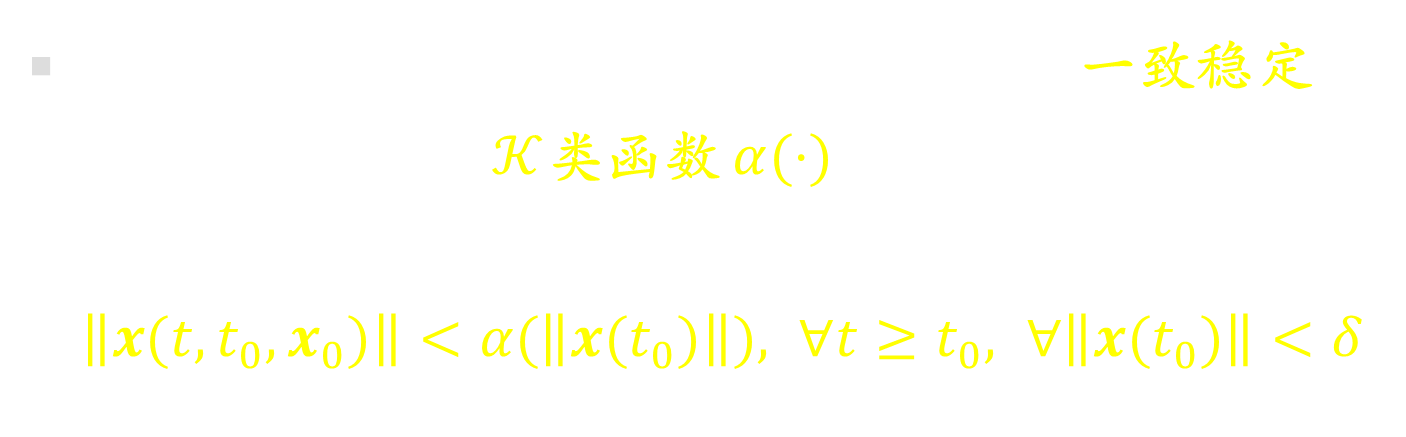 一致稳定
𝒦 类函数 α(·)
‖x(t, t₀, x₀)‖ < α(‖x(t₀)‖), ∀t ≥ t₀, ∀‖x(t₀)‖ < δ